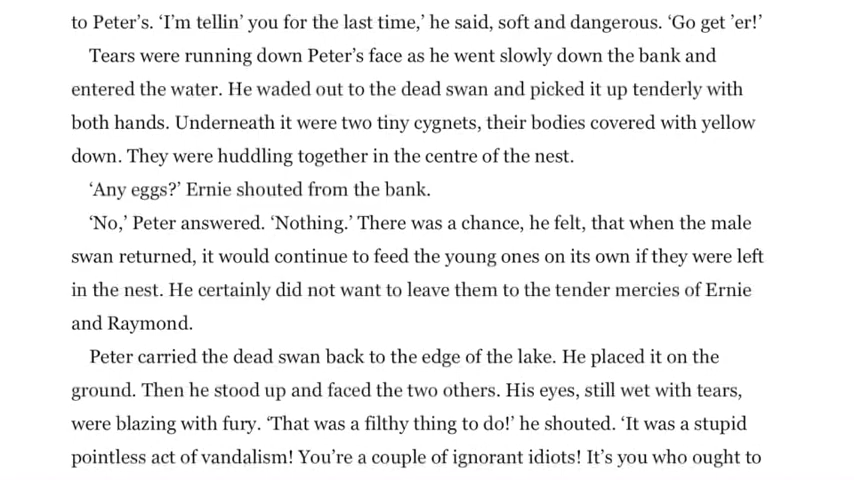 to Peter’s. ‘I’m tellin’ you for the last time,’ he said, soft and dangerous. ‘Go get ’er!’
Tears were running down Peter’s face as he went slowly down the bank and
entered the water. He waded out to the dead swan and picked it up tenderly with
both hands. Underneath it were two tiny cygnets, their bodies covered with yellow
down. They were huddling together in the centre of the nest.
‘Any eggs?’ Ernie shouted from the bank.
‘No,’ Peter answered. ‘Nothing.’ There was a chance, he felt, that when the male
swan returned, it would continue to feed the young ones on its own if they were left
in the nest. He certainly did not want to leave them to the tender mercies of Ernie
and Raymond.
Peter carried the dead swan back to the edge of the lake. He placed it on the
ground. Then he stood up and faced the two others. His eyes, still wet with tears,
were blazing with fury. ‘That was a filthy thing to do!’ he shouted. ‘It was a stupid
pointless act of vandalism! You’re a couple of ignorant idiots! It’s you who ought to